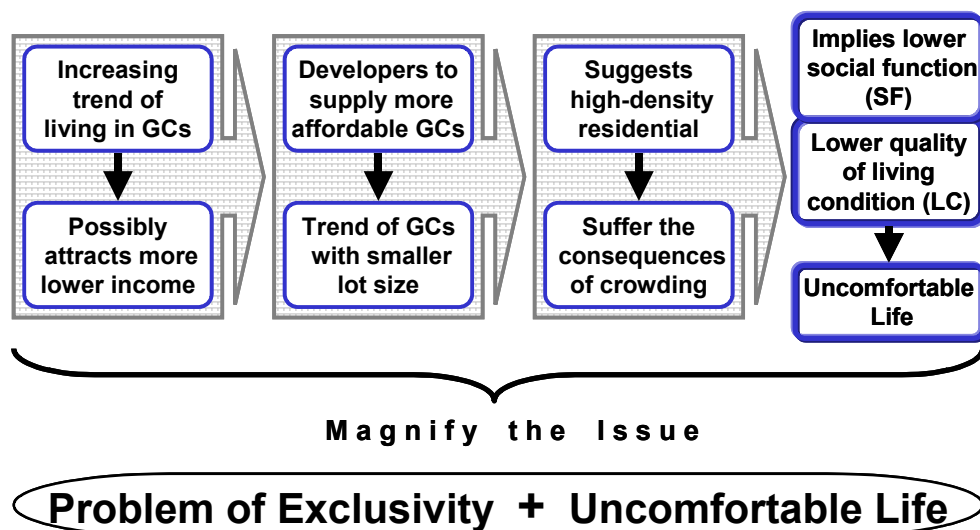 Increasing
trend of
living in GCs
Possibly
attracts more
lower income
Developers to
supply more
affordable GCs
Trend of GCs
with smaller
lot size
Suggests
high-density
residential
Suffer the
consequences
of crowding
Implies lower
social function
(SF)
Lower quality
of living
condition (LC)
Uncomfortable
Life
Magnify the Issue
Problem of Exclusivity + Uncomfortable Life